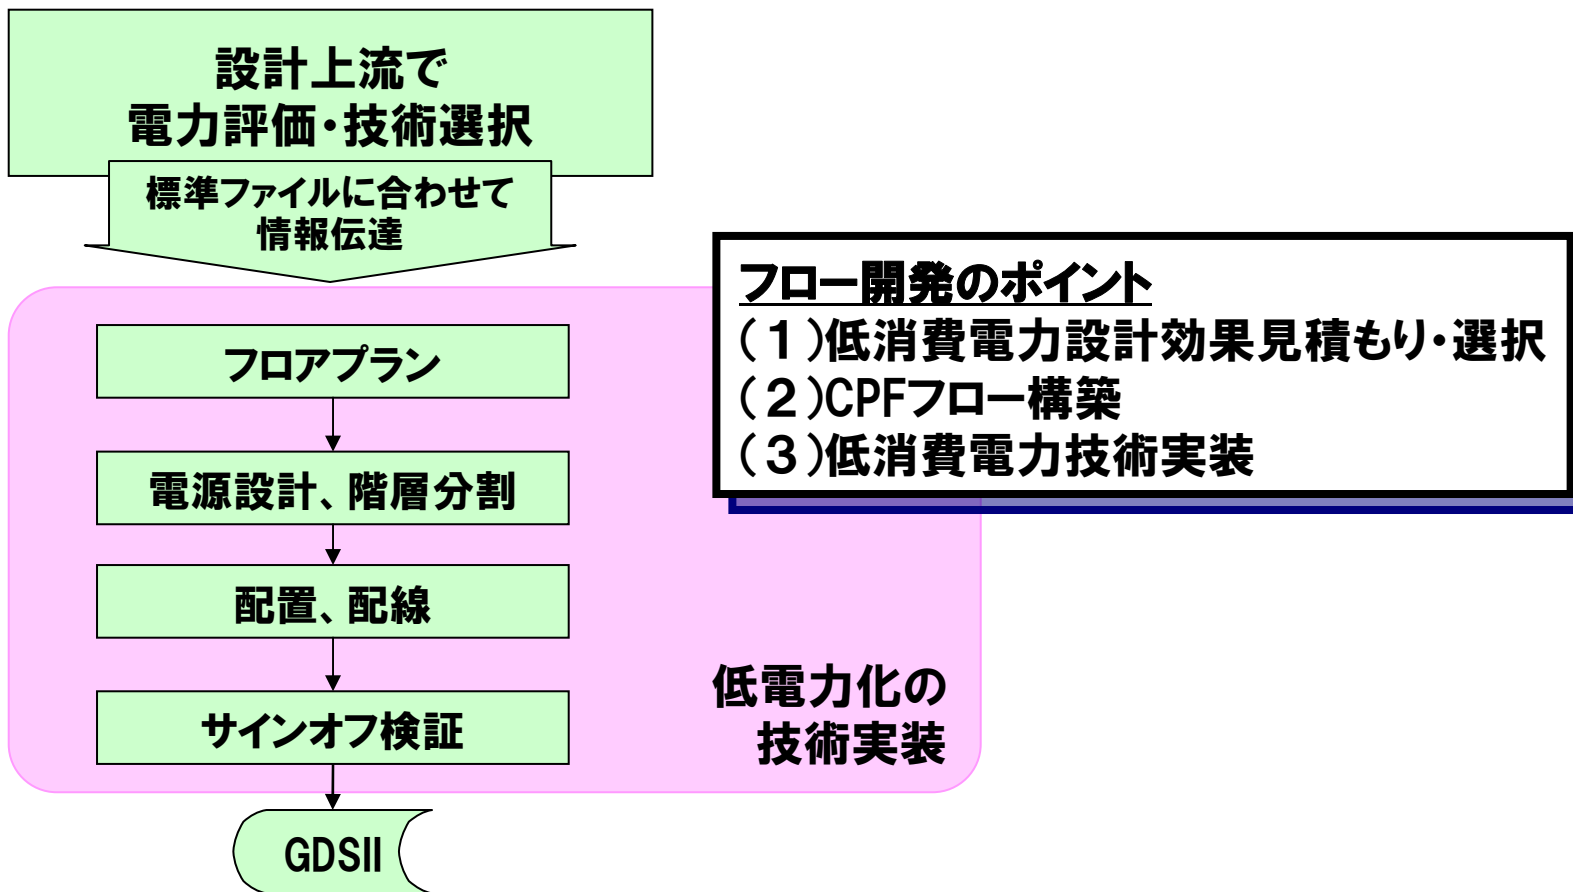 設計上流で
電力評価・技術選択
標準ファイルに合わせて
情報伝達
フロー開発のポイント
（１）低消費電力設計効果見積もり・選択
（２）CPFフロー構築
（３）低消費電力技術実装
フロアプラン
電源設計、階層分割
配置、配線
サインオフ検証
低電力化の
技術実装
GDSII